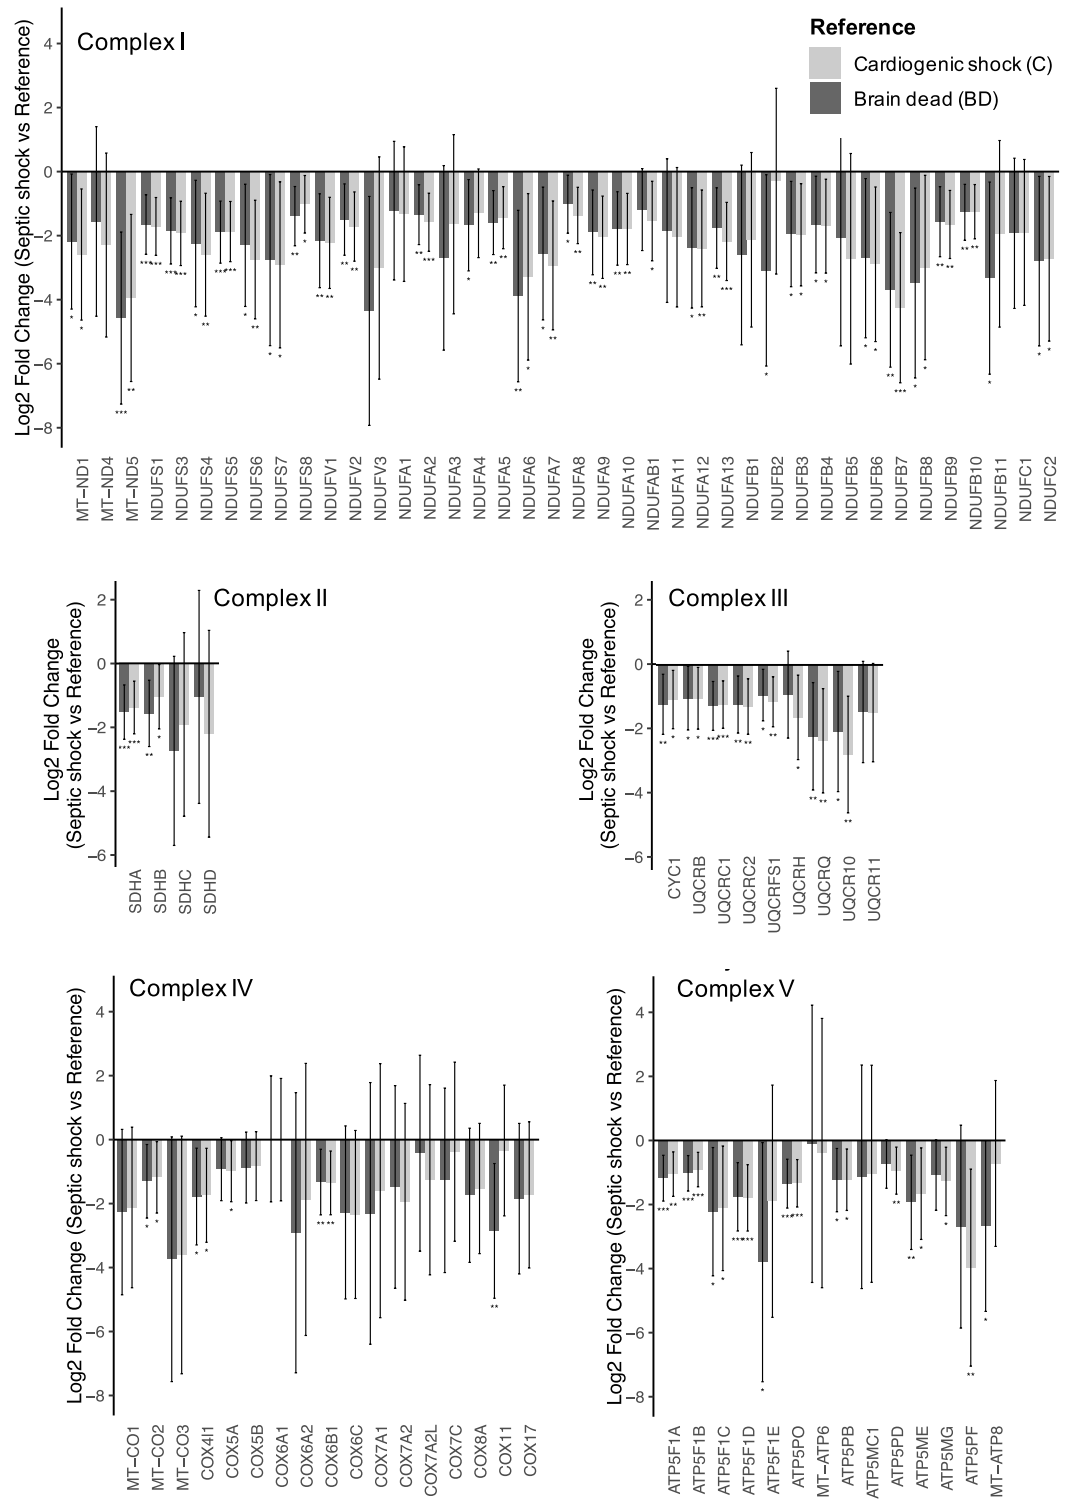 Complex I
Reference
Cardiogenic shock (C)
Brain dead (BD)
Log2 Fold Change (Septic shock vs Reference)
4
2
0
−2
−4
−6
−8
MT−ND1
MT−ND4
MT−ND5
NDUFS1
NDUFS3
NDUFS4
NDUFS5
NDUFS6
NDUFS7
NDUFS8
NDUFV1
NDUFV2
NDUFV3
NDUFA1
NDUFA2
NDUFA3
NDUFA4
NDUFA5
NDUFA6
NDUFA7
NDUFA8
NDUFA9
NDUFA10
NDUFAB1
NDUFA11
NDUFA12
NDUFA13
NDUFB1
NDUFB2
NDUFB3
NDUFB4
NDUFB5
NDUFB6
NDUFB7
NDUFB8
NDUFB9
NDUFB10
NDUFB11
NDUFC1
NDUFC2
Complex II
Log2 Fold Change
(Septic shock vs Reference)
2
0
−2
−4
−6
SDHA
SDHB
SDHC
SDHD
Complex III
Log2 Fold Change
(Septic shock vs Reference)
2
0
−2
−4
−6
CYC1
UQCRB
UQCRC1
UQCRC2
UQCRFS1
UQCRH
UQCRQ
UQCR10
UQCR11
Complex IV
Log2 Fold Change (Septic shock vs Reference)
4
2
0
−2
−4
−6
−8
MT−CO1
MT−CO2
MT−CO3
COX4I1
COX5A
COX5B
COX6A1
COX6A2
COX6B1
COX6C
COX7A1
COX7A2
COX7A2L
COX7C
COX8A
COX11
COX17
Complex V
Log2 Fold Change (Septic shock vs Reference)
4
2
0
−2
−4
−6
−8
ATP5F1A
ATP5F1B
ATP5F1C
ATP5F1D
ATP5F1E
ATP5PO
MT−ATP6
ATP5PB
ATP5MC1
ATP5PD
ATP5ME
ATP5MG
ATP5PF
MT−ATP8